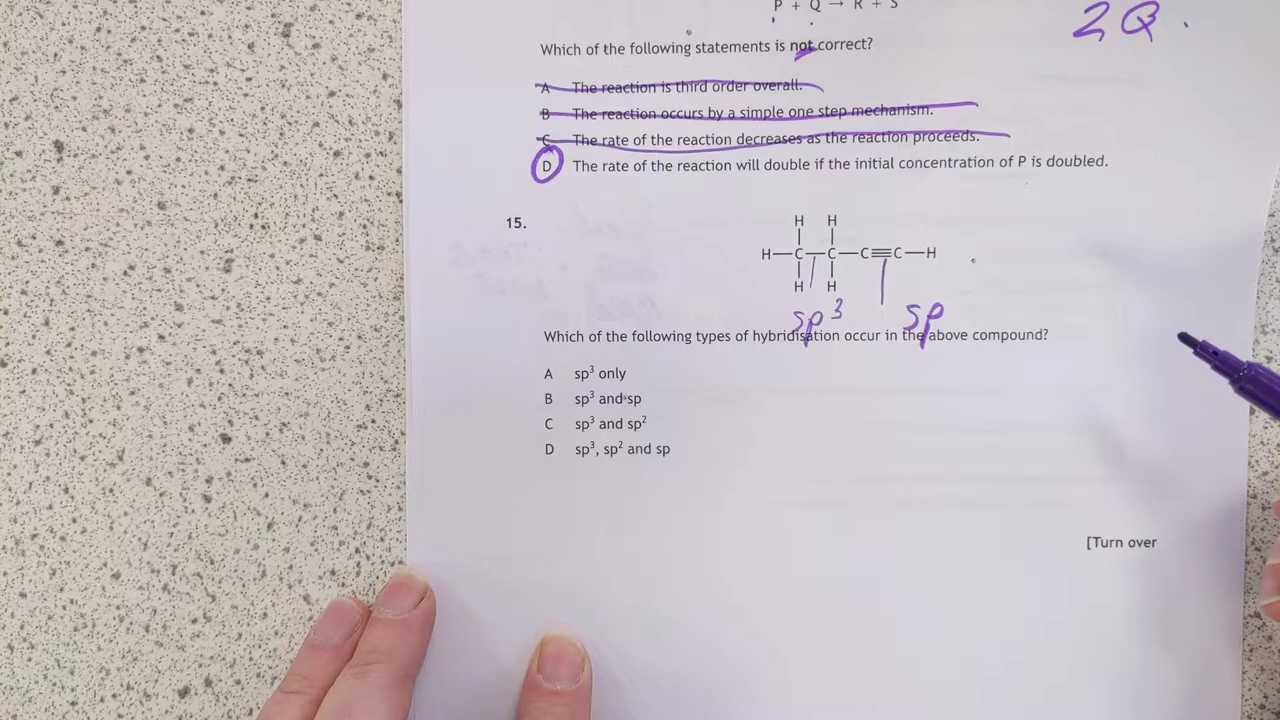 P + Q → R + S
2Q.
Which of the following statements is not correct?
A The reaction is third order overall.
B The reaction occurs by a simple one step mechanism.
C The rate of the reaction decreases as the reaction proceeds.
D The rate of the reaction will double if the initial concentration of P is doubled.
15.
H H
H—C—C—C≡C—H
H H
sp³ sp
Which of the following types of hybridisation occur in the above compound?
A sp³ only
B sp³ and sp
C sp³ and sp²
D sp³, sp² and sp
[Turn over